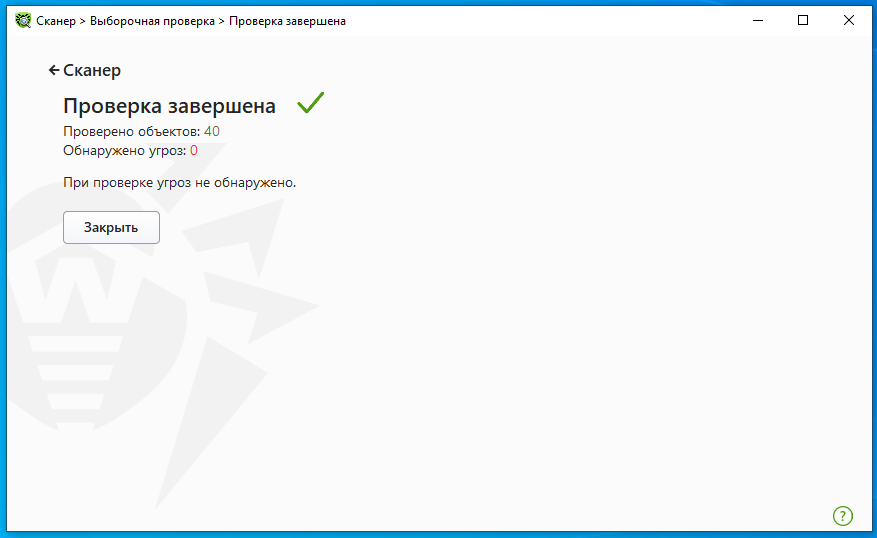 Сканер > Выборочная проверка > Проверка завершена
Сканер
Проверка завершена
Проверено объектов: 40
Обнаружено угроз: 0
При проверке угроз не обнаружено.
Закрыть
W
?